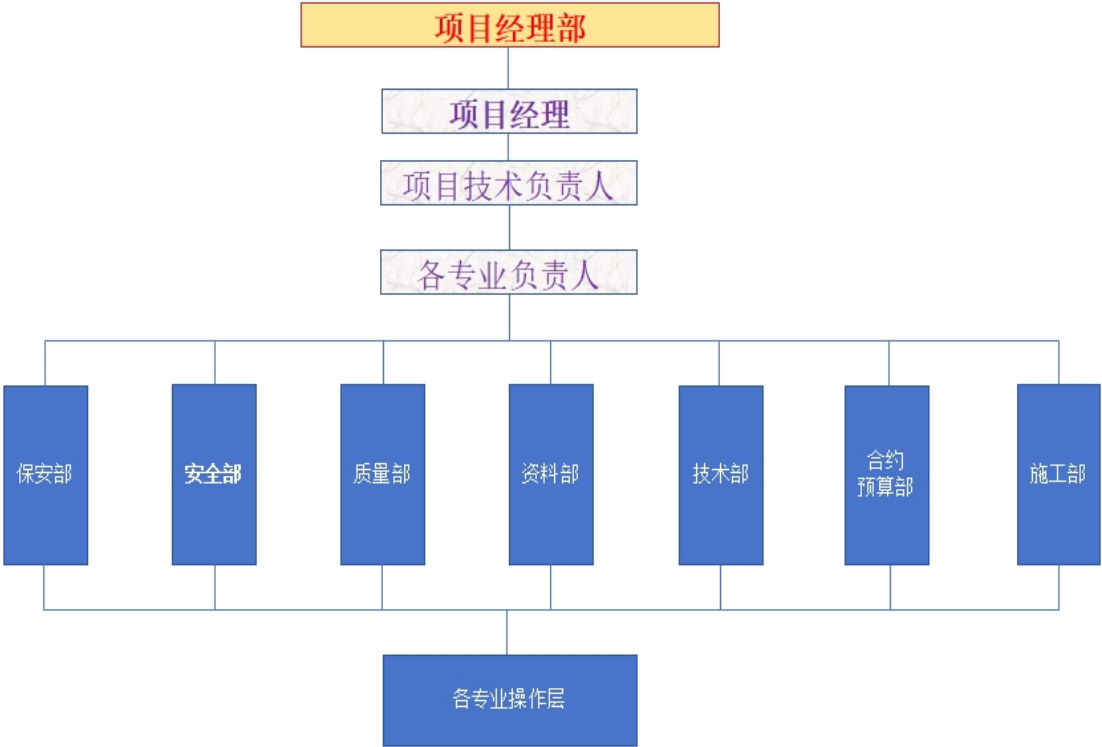 项目经理部
项目经理
项目技术负责人
各专业负责人
保安部
安全部
质量部
资料部
技术部
合约
预算部
施工部
各专业操作层